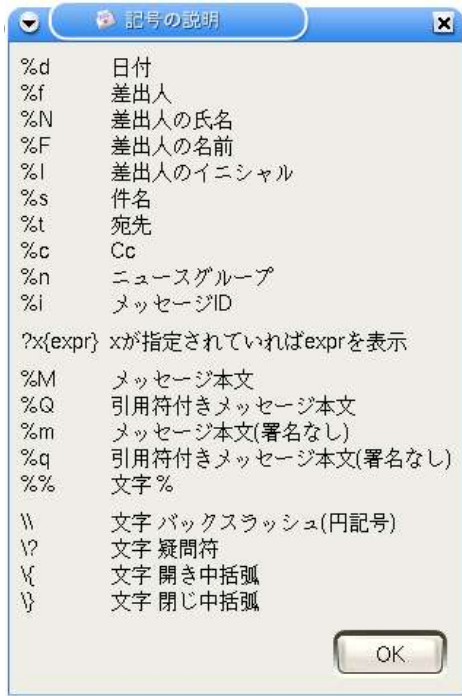 記号の説明
%d 日付
%f 差出人
%N 差出人の氏名
%F 差出人の名前
%I 差出人のイニシャル
%s 件名
%t 宛先
%c Cc
%n ニュースグループ
%i メッセージID
?x{expr} xが指定されていればexprを表示
%M メッセージ本文
%Q 引用符付きメッセージ本文
%m メッセージ本文(署名なし)
%q 引用符付きメッセージ本文(署名なし)
%% 文字 %
\\ 文字 バックスラッシュ(円記号)
\? 文字 疑問符
\{ 文字 開き中括弧
\} 文字 閉じ中括弧
OK